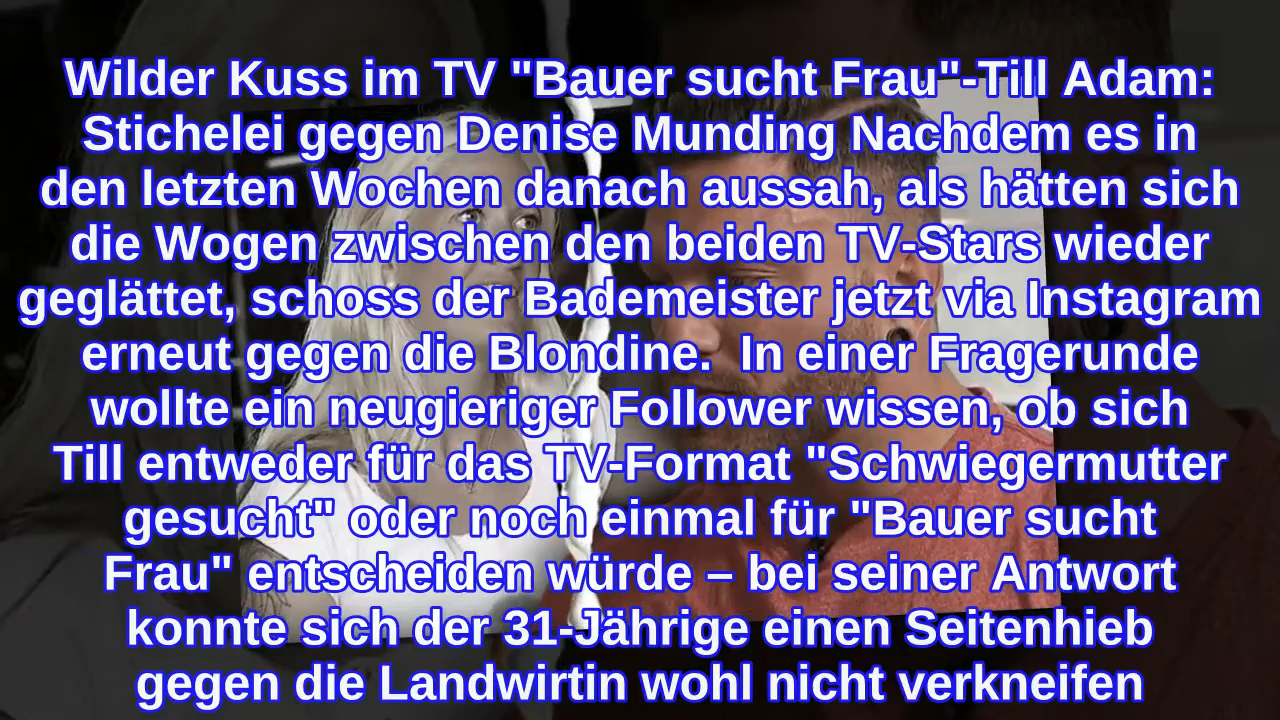 Wilder Kuss im TV "Bauer sucht Frau"-Till Adam:
Stichelei gegen Denise Munding Nachdem es in
den letzten Wochen danach aussah, als hätten sich
die Wogen zwischen den beiden TV-Stars wieder
geglättet, schoss der Bademeister jetzt via Instagram
erneut gegen die Blondine.  In einer Fragerunde
wollte ein neugieriger Follower wissen, ob sich
Till entweder für das TV-Format "Schwiegermutter
gesucht" oder noch einmal für "Bauer sucht
Frau" entscheiden würde – bei seiner Antwort
konnte sich der 31-Jährige einen Seitenhieb
gegen die Landwirtin wohl nicht verkneifen